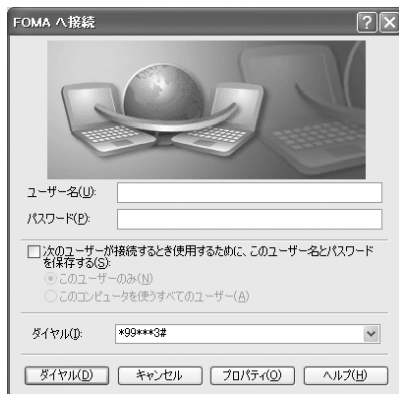 FOMA へ接続
ユーザー名(U):
パスワード(P):
次のユーザーが接続するとき使用するために、このユーザー名とパスワード
を保存する(S):
このユーザーのみ(N)
このコンピュータを使うすべてのユーザー(A)
ダイヤル(I): *99***3#
ダイヤル(D) キャンセル プロパティ(O) ヘルプ(H)